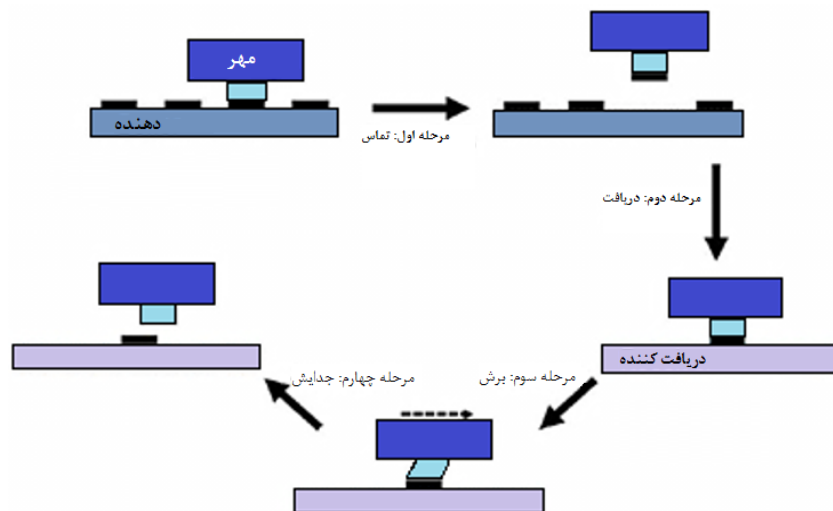 مهر
دهنده
مرحله اول: تماس
مرحله دوم: دریافت
دریافت کننده
مرحله سوم: برش
مرحله چهارم: جدایش